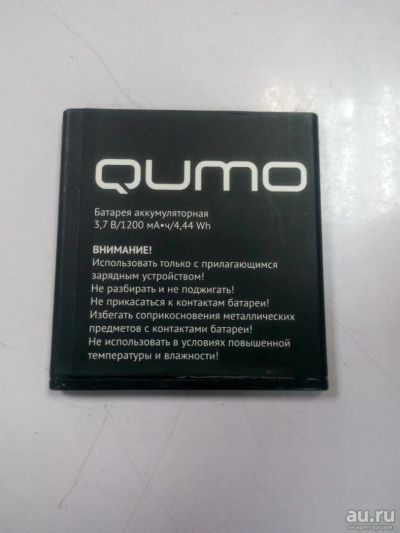 QUMO
Батарея аккумуляторная
3,7 В/1200 мА•ч/4,44 Wh
ВНИМАНИЕ!
Использовать только с прилагающимся
зарядным устройством!
Не разбирать и не поджигать!
Не прикасаться к контактам батареи!
Избегать соприкосновения металлических
предметов с контактами батареи!
Не использовать в условиях повышенной
температуры и влажности!
au.ru
интернет-аукцион